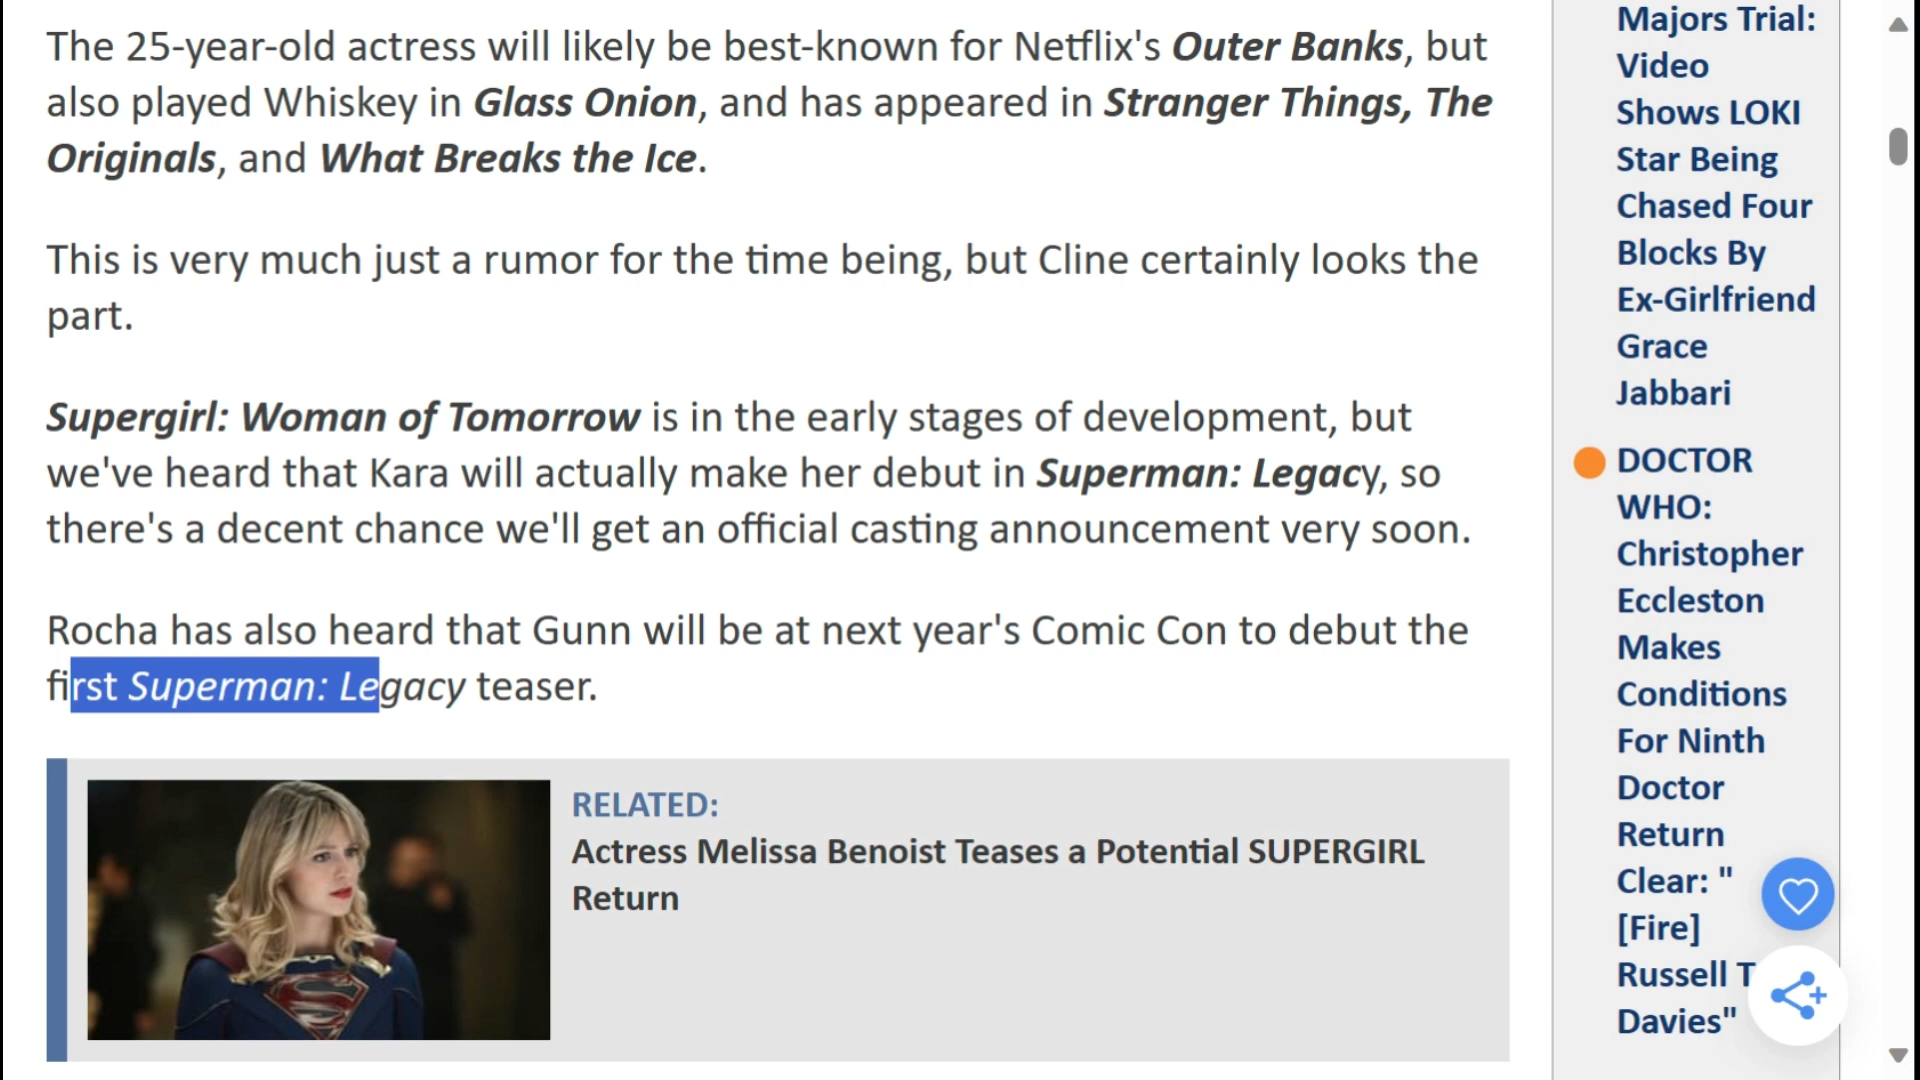 The 25-year-old actress will likely be best-known for Netflix's Outer Banks, but
also played Whiskey in Glass Onion, and has appeared in Stranger Things, The
Originals, and What Breaks the Ice.
This is very much just a rumor for the time being, but Cline certainly looks the
part.
Supergirl: Woman of Tomorrow is in the early stages of development, but
we've heard that Kara will actually make her debut in Superman: Legacy, so
there's a decent chance we'll get an official casting announcement very soon.
Rocha has also heard that Gunn will be at next year's Comic Con to debut the
first Superman: Legacy teaser.
RELATED:
Actress Melissa Benoist Teases a Potential SUPERGIRL
Return
Majors Trial:
Video
Shows LOKI
Star Being
Chased Four
Blocks By
Ex-Girlfriend
Grace
Jabbari
DOCTOR
WHO:
Christopher
Eccleston
Makes
Conditions
For Ninth
Doctor
Return
Clear: "
[Fire]
Russell T
Davies"